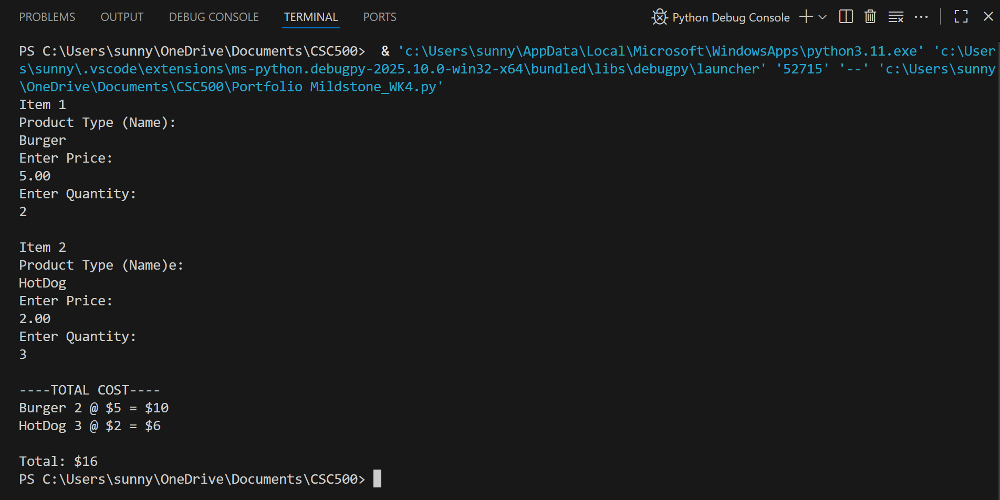 PROBLEMS OUTPUT DEBUG CONSOLE TERMINAL PORTS Python Debug Console
PS C:\Users\sunny\OneDrive\Documents\CSC500>  & 'c:\Users\sunny\AppData\Local\Microsoft\WindowsApps\python3.11.exe' 'c:\User
s\sunny\.vscode\extensions\ms-python.debugpy-2025.10.0-win32-x64\bundled\libs\debugpy\launcher' '52715' '--' 'c:\Users\sunny
\OneDrive\Documents\CSC500\Portfolio Mildstone_WK4.py'
Item 1
Product Type (Name):
Burger
Enter Price:
5.00
Enter Quantity:
2
Item 2
Product Type (Name)e:
HotDog
Enter Price:
2.00
Enter Quantity:
3
----TOTAL COST----
Burger 2 @ $5 = $10
HotDog 3 @ $2 = $6
Total: $16
PS C:\Users\sunny\OneDrive\Documents\CSC500>